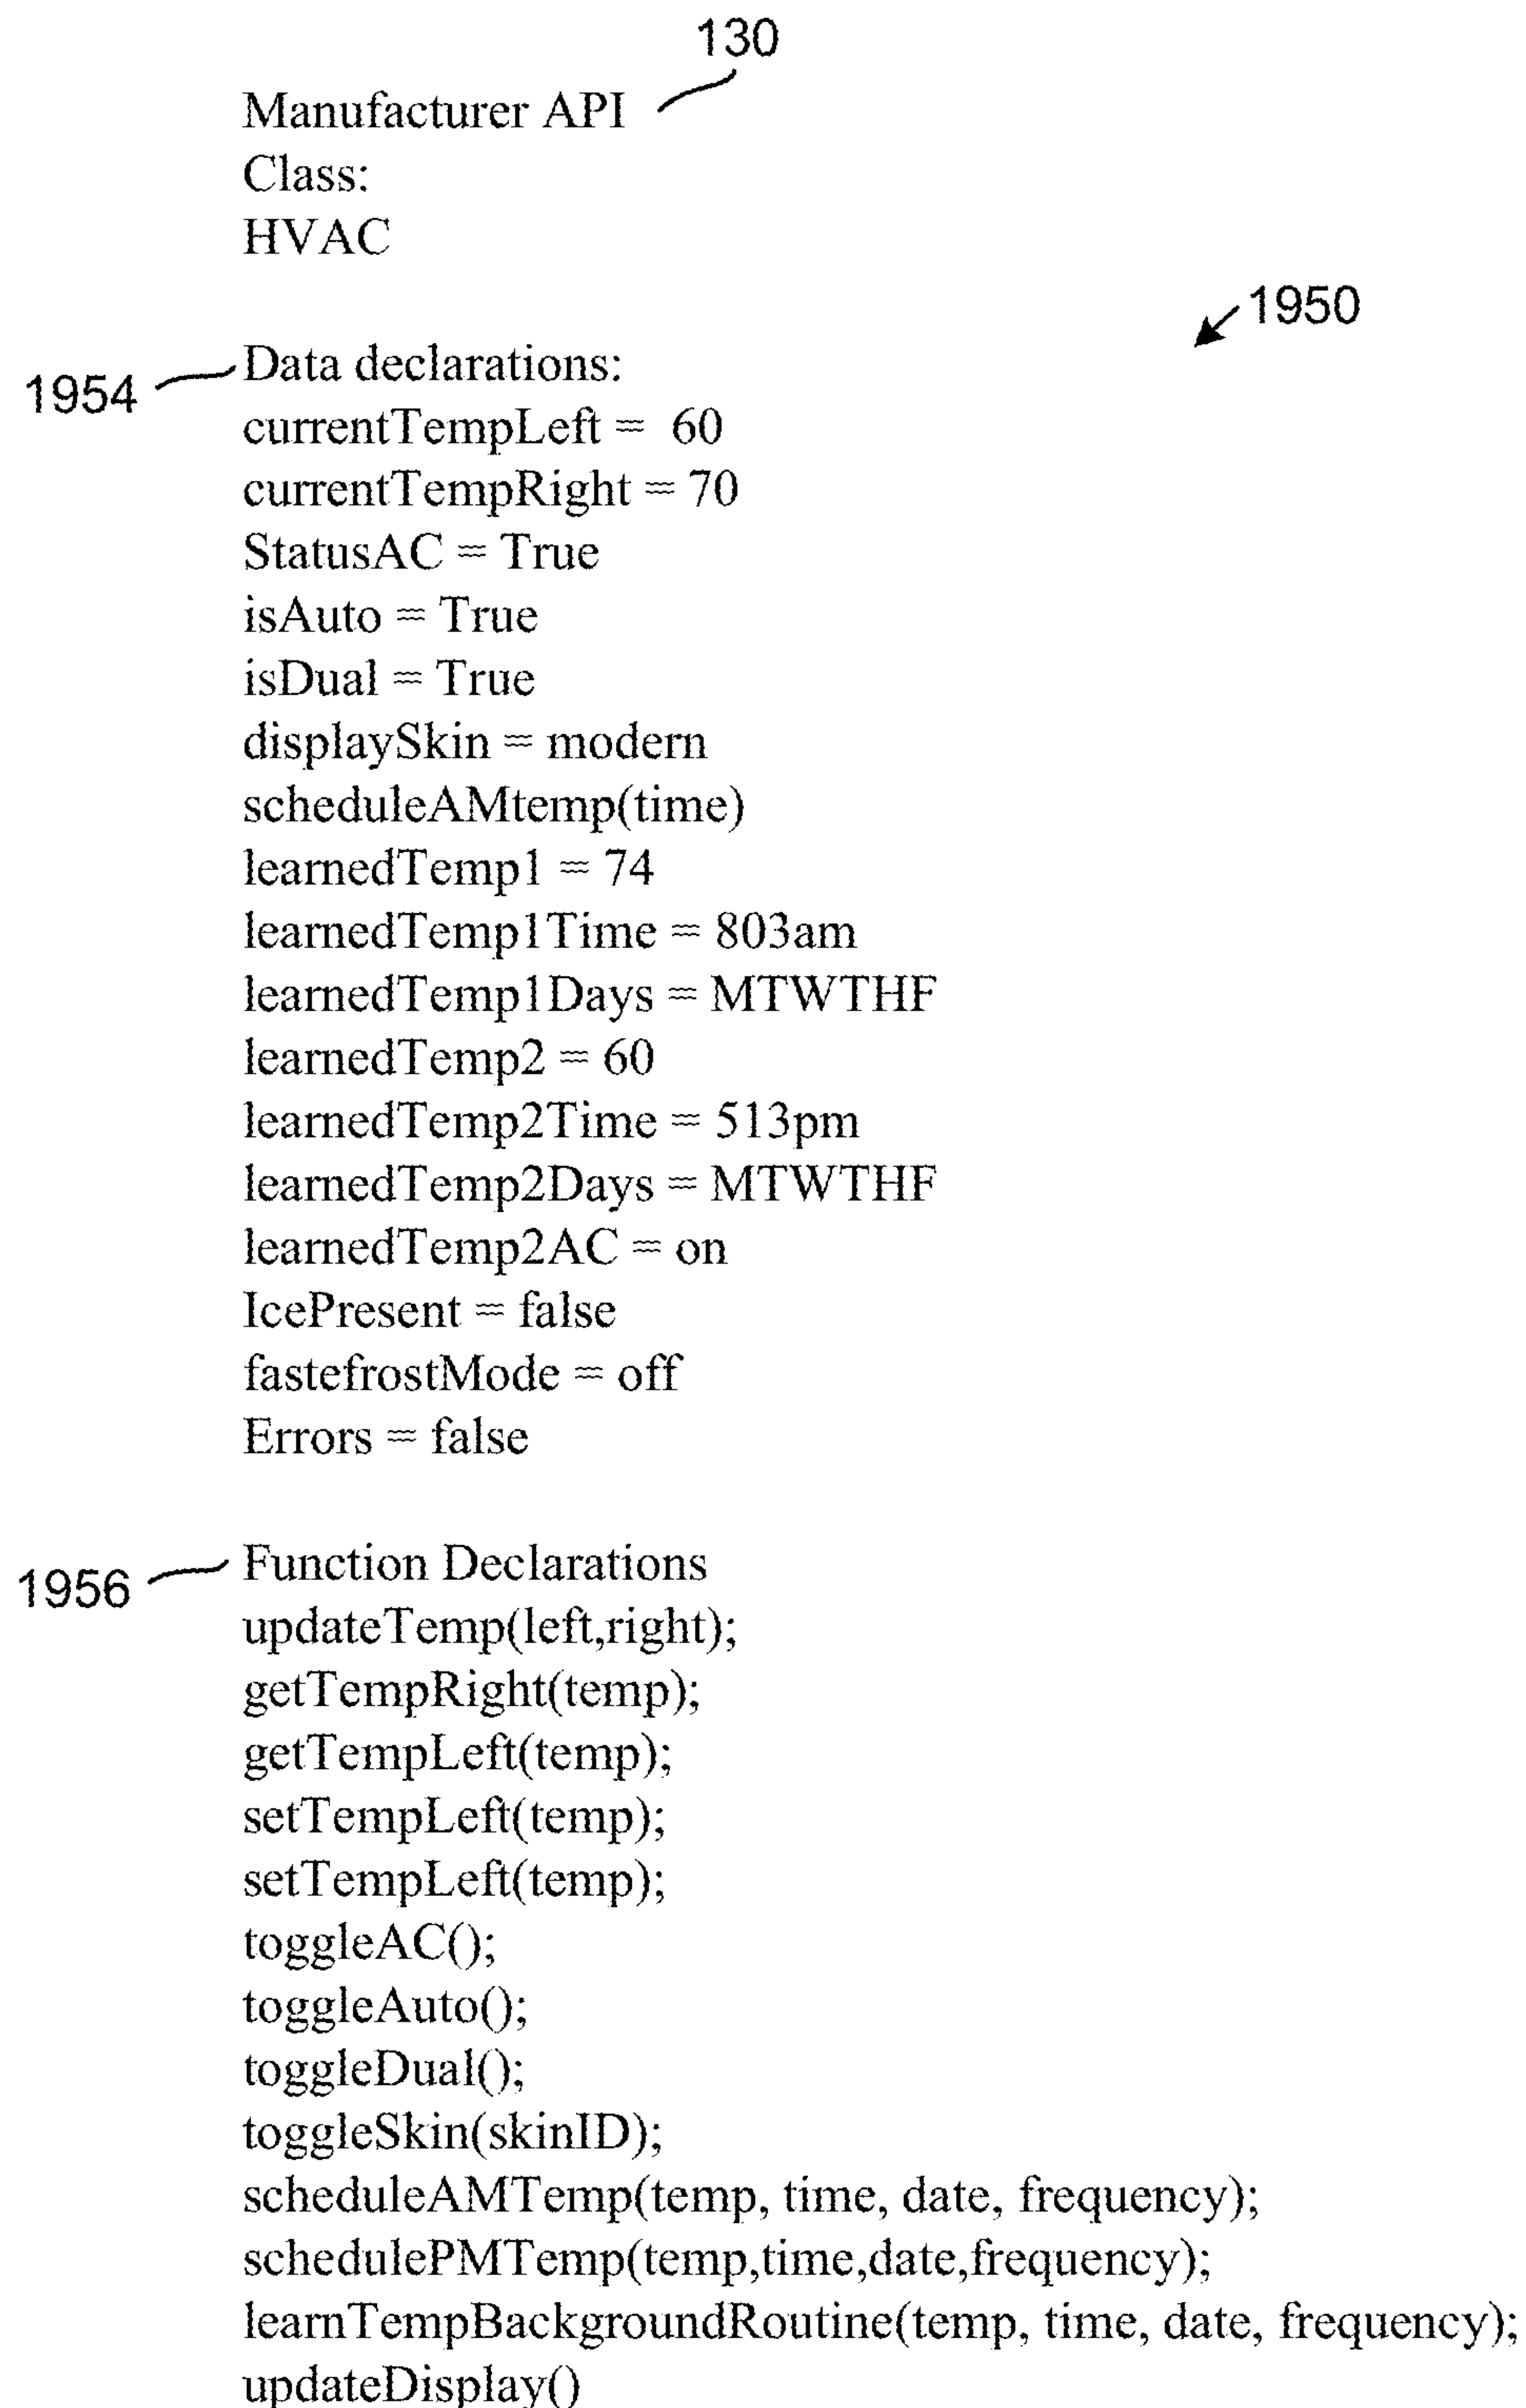 130
Manufacturer API
Class:
HVAC
1950
1954
Data declarations:
currentTempLeft = 60
currentTempRight = 70
StatusAC = True
isAuto = True
isDual = True
displaySkin = modern
scheduleAMtemp(time)
learnedTemp1 = 74
learnedTemp1Time = 803am
learnedTemp1Days = MTWTHF
learnedTemp2 = 60
learnedTemp2Time = 513pm
learnedTemp2Days = MTWTHF
learnedTemp2AC = on
IcePresent = false
fastefrostMode = off
Errors = false
1956
Function Declarations
updateTemp(left,right);
getTempRight(temp);
getTempLeft(temp);
setTempLeft(temp);
setTempLeft(temp);
toggleAC();
toggleAuto();
toggleDual();
toggleSkin(skinID);
scheduleAMTemp(temp, time, date, frequency);
schedulePMTemp(temp,time,date,frequency);
learnTempBackgroundRoutine(temp, time, date, frequency);
updateDisplay()